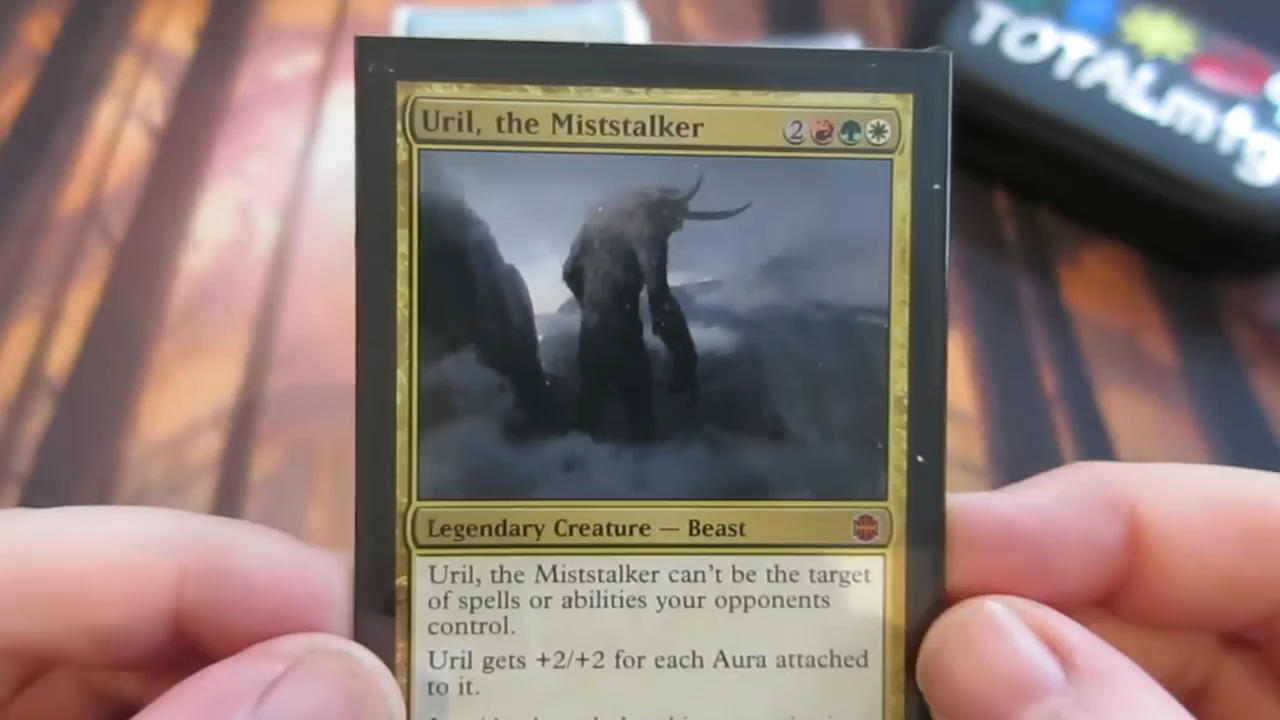 TOTALmtg
Uril, the Miststalker 2
Legendary Creature — Beast
Uril, the Miststalker can't be the target
of spells or abilities your opponents
control.
Uril gets +2/+2 for each Aura attached
to it.